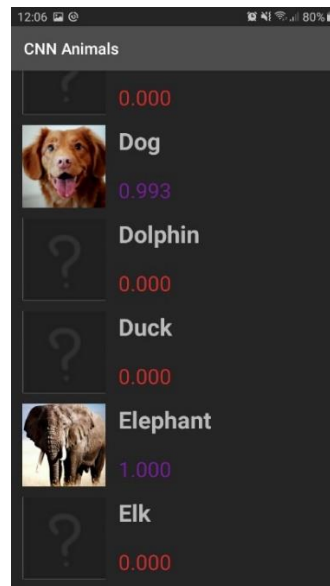 12:06 80%
CNN Animals
0.000
Dog
0.993
Dolphin
0.000
Duck
0.000
Elephant
1.000
Elk
0.000